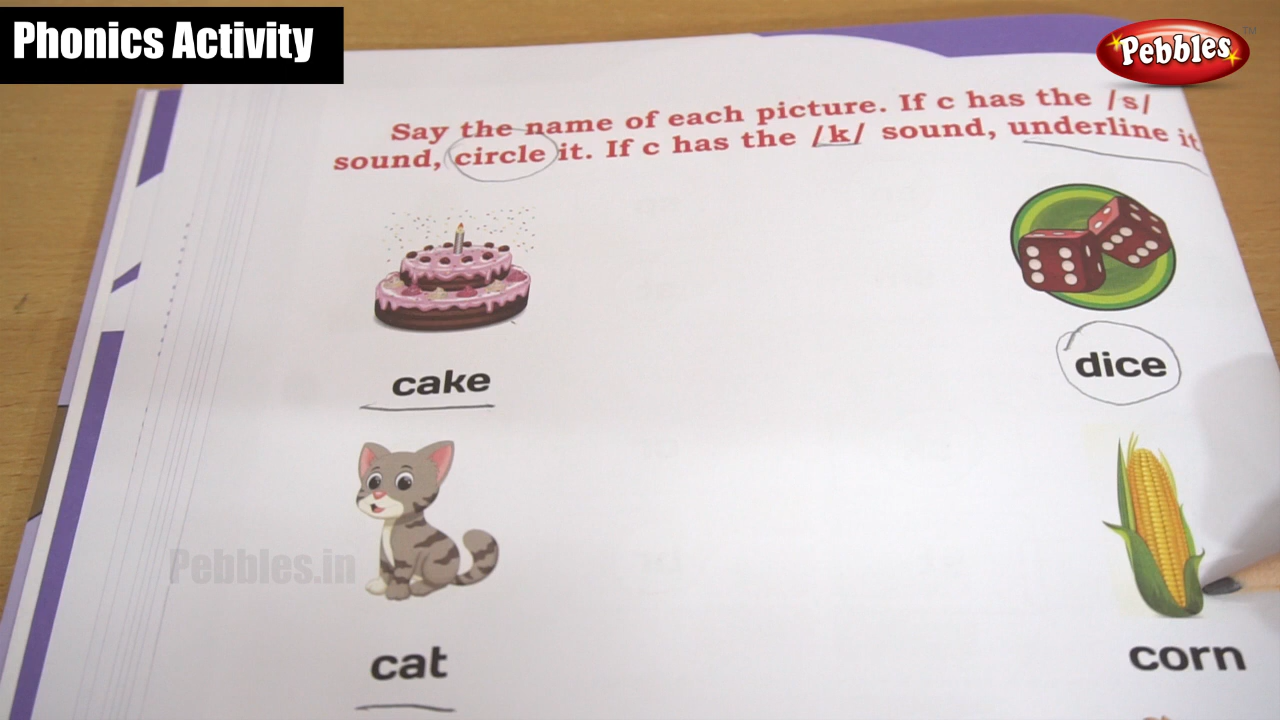 Phonics Activity
Pebbles TM
Say the name of each picture. If c has the /s/
sound, circle it. If c has the /k/ sound, underline it
cake
dice
Pebbles.in
cat
corn